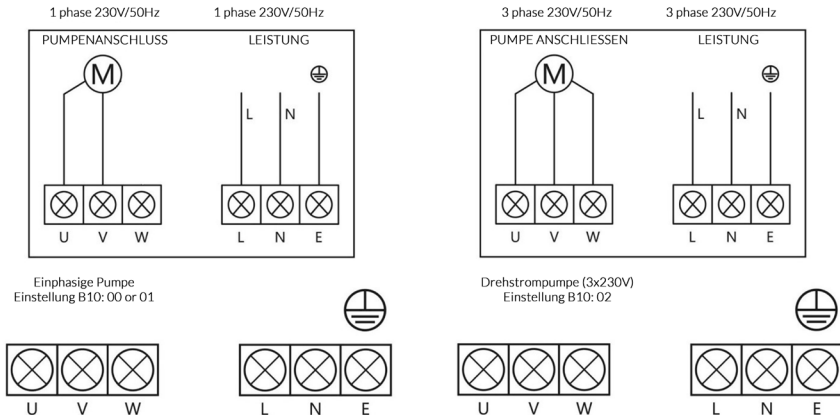 1 phase 230V/50Hz
1 phase 230V/50Hz
PUMPENANSCHLUSS
LEISTUNG
M
L
N
U V W
L N E
Einphasige Pumpe
Einstellung B10: 00 or 01
U V W
L N E
3 phase 230V/50Hz
3 phase 230V/50Hz
PUMPE ANSCHLIESSEN
LEISTUNG
M
L
N
U V W
L N E
Drehstrompumpe (3x230V)
Einstellung B10: 02
U V W
L N E